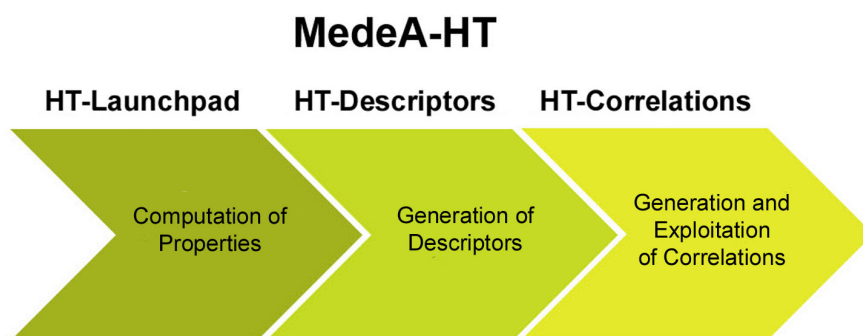 MedeA-HT
HT-Launchpad
HT-Descriptors
HT-Correlations
Computation of
Properties
Generation of
Descriptors
Generation and
Exploitation
of Correlations